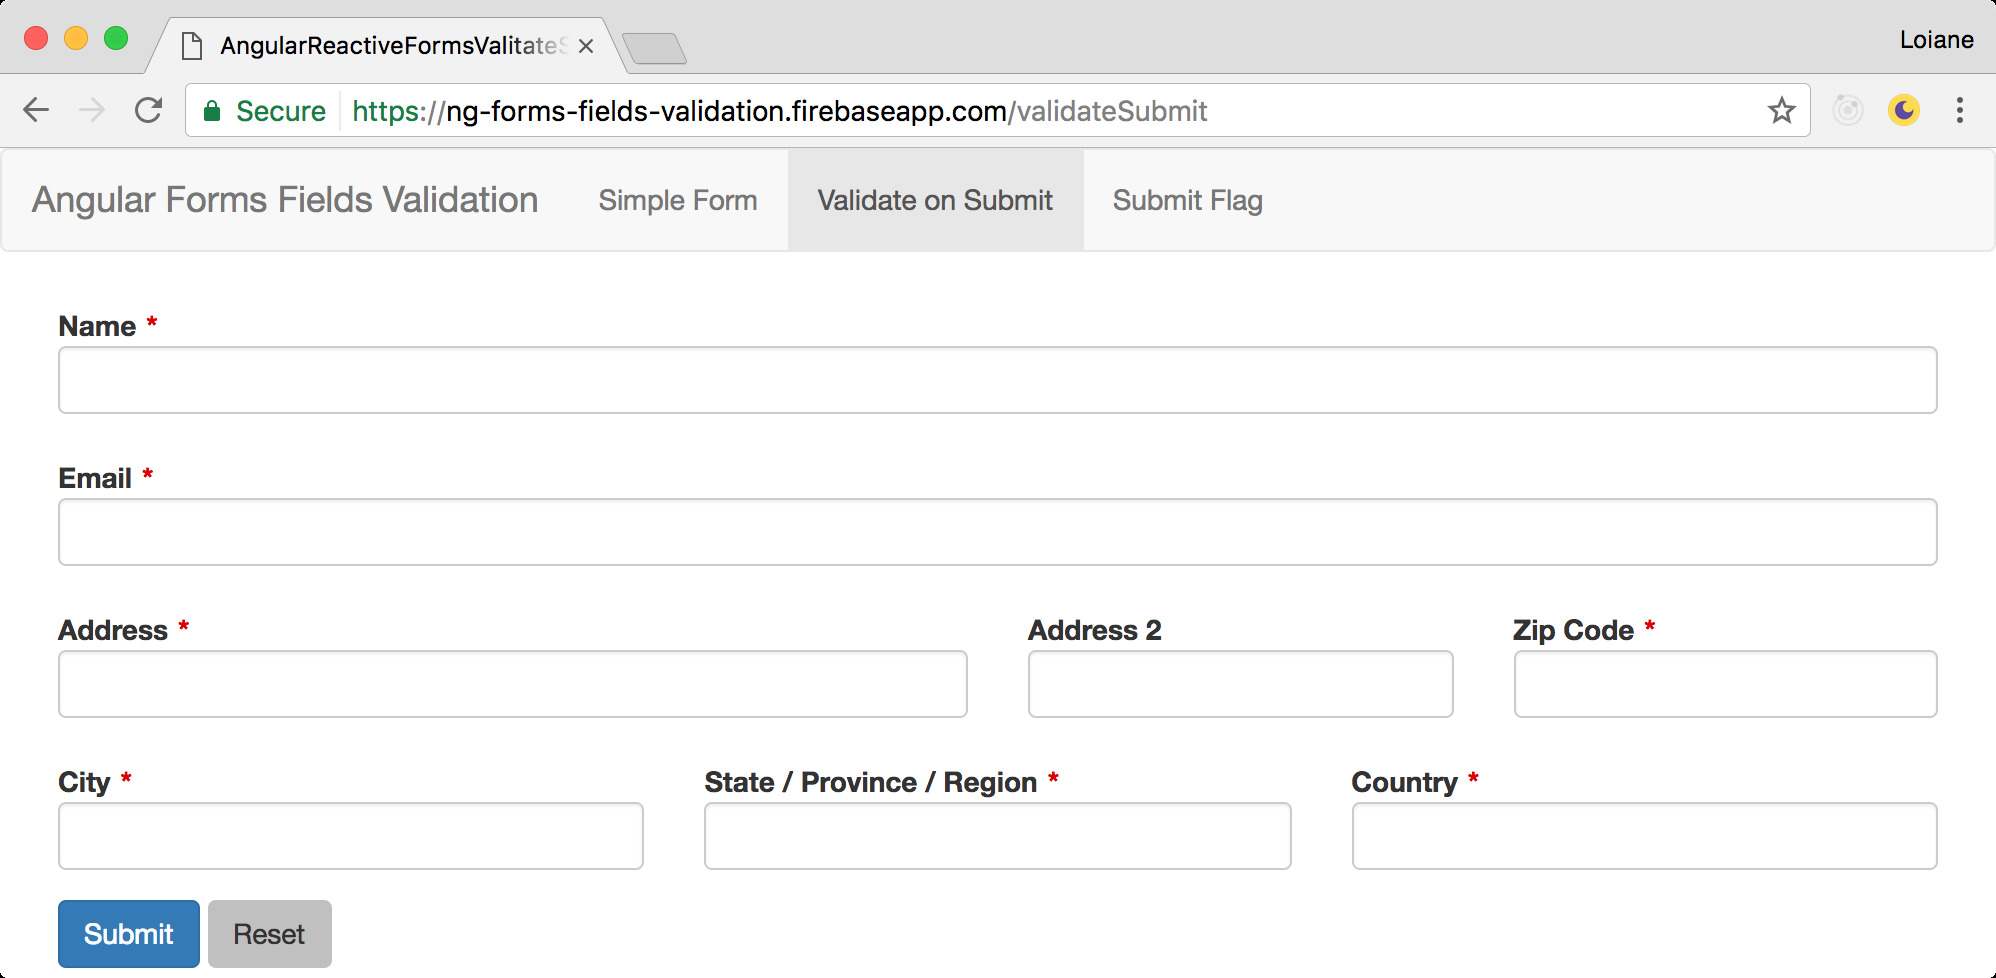 AngularReactiveFormsValitateS
Loiane
Secure https://ng-forms-fields-validation.firebaseapp.com/validateSubmit
Angular Forms Fields Validation Simple Form Validate on Submit Submit Flag
Name *
Email *
Address * Address 2 Zip Code *
City * State / Province / Region * Country *
Submit Reset